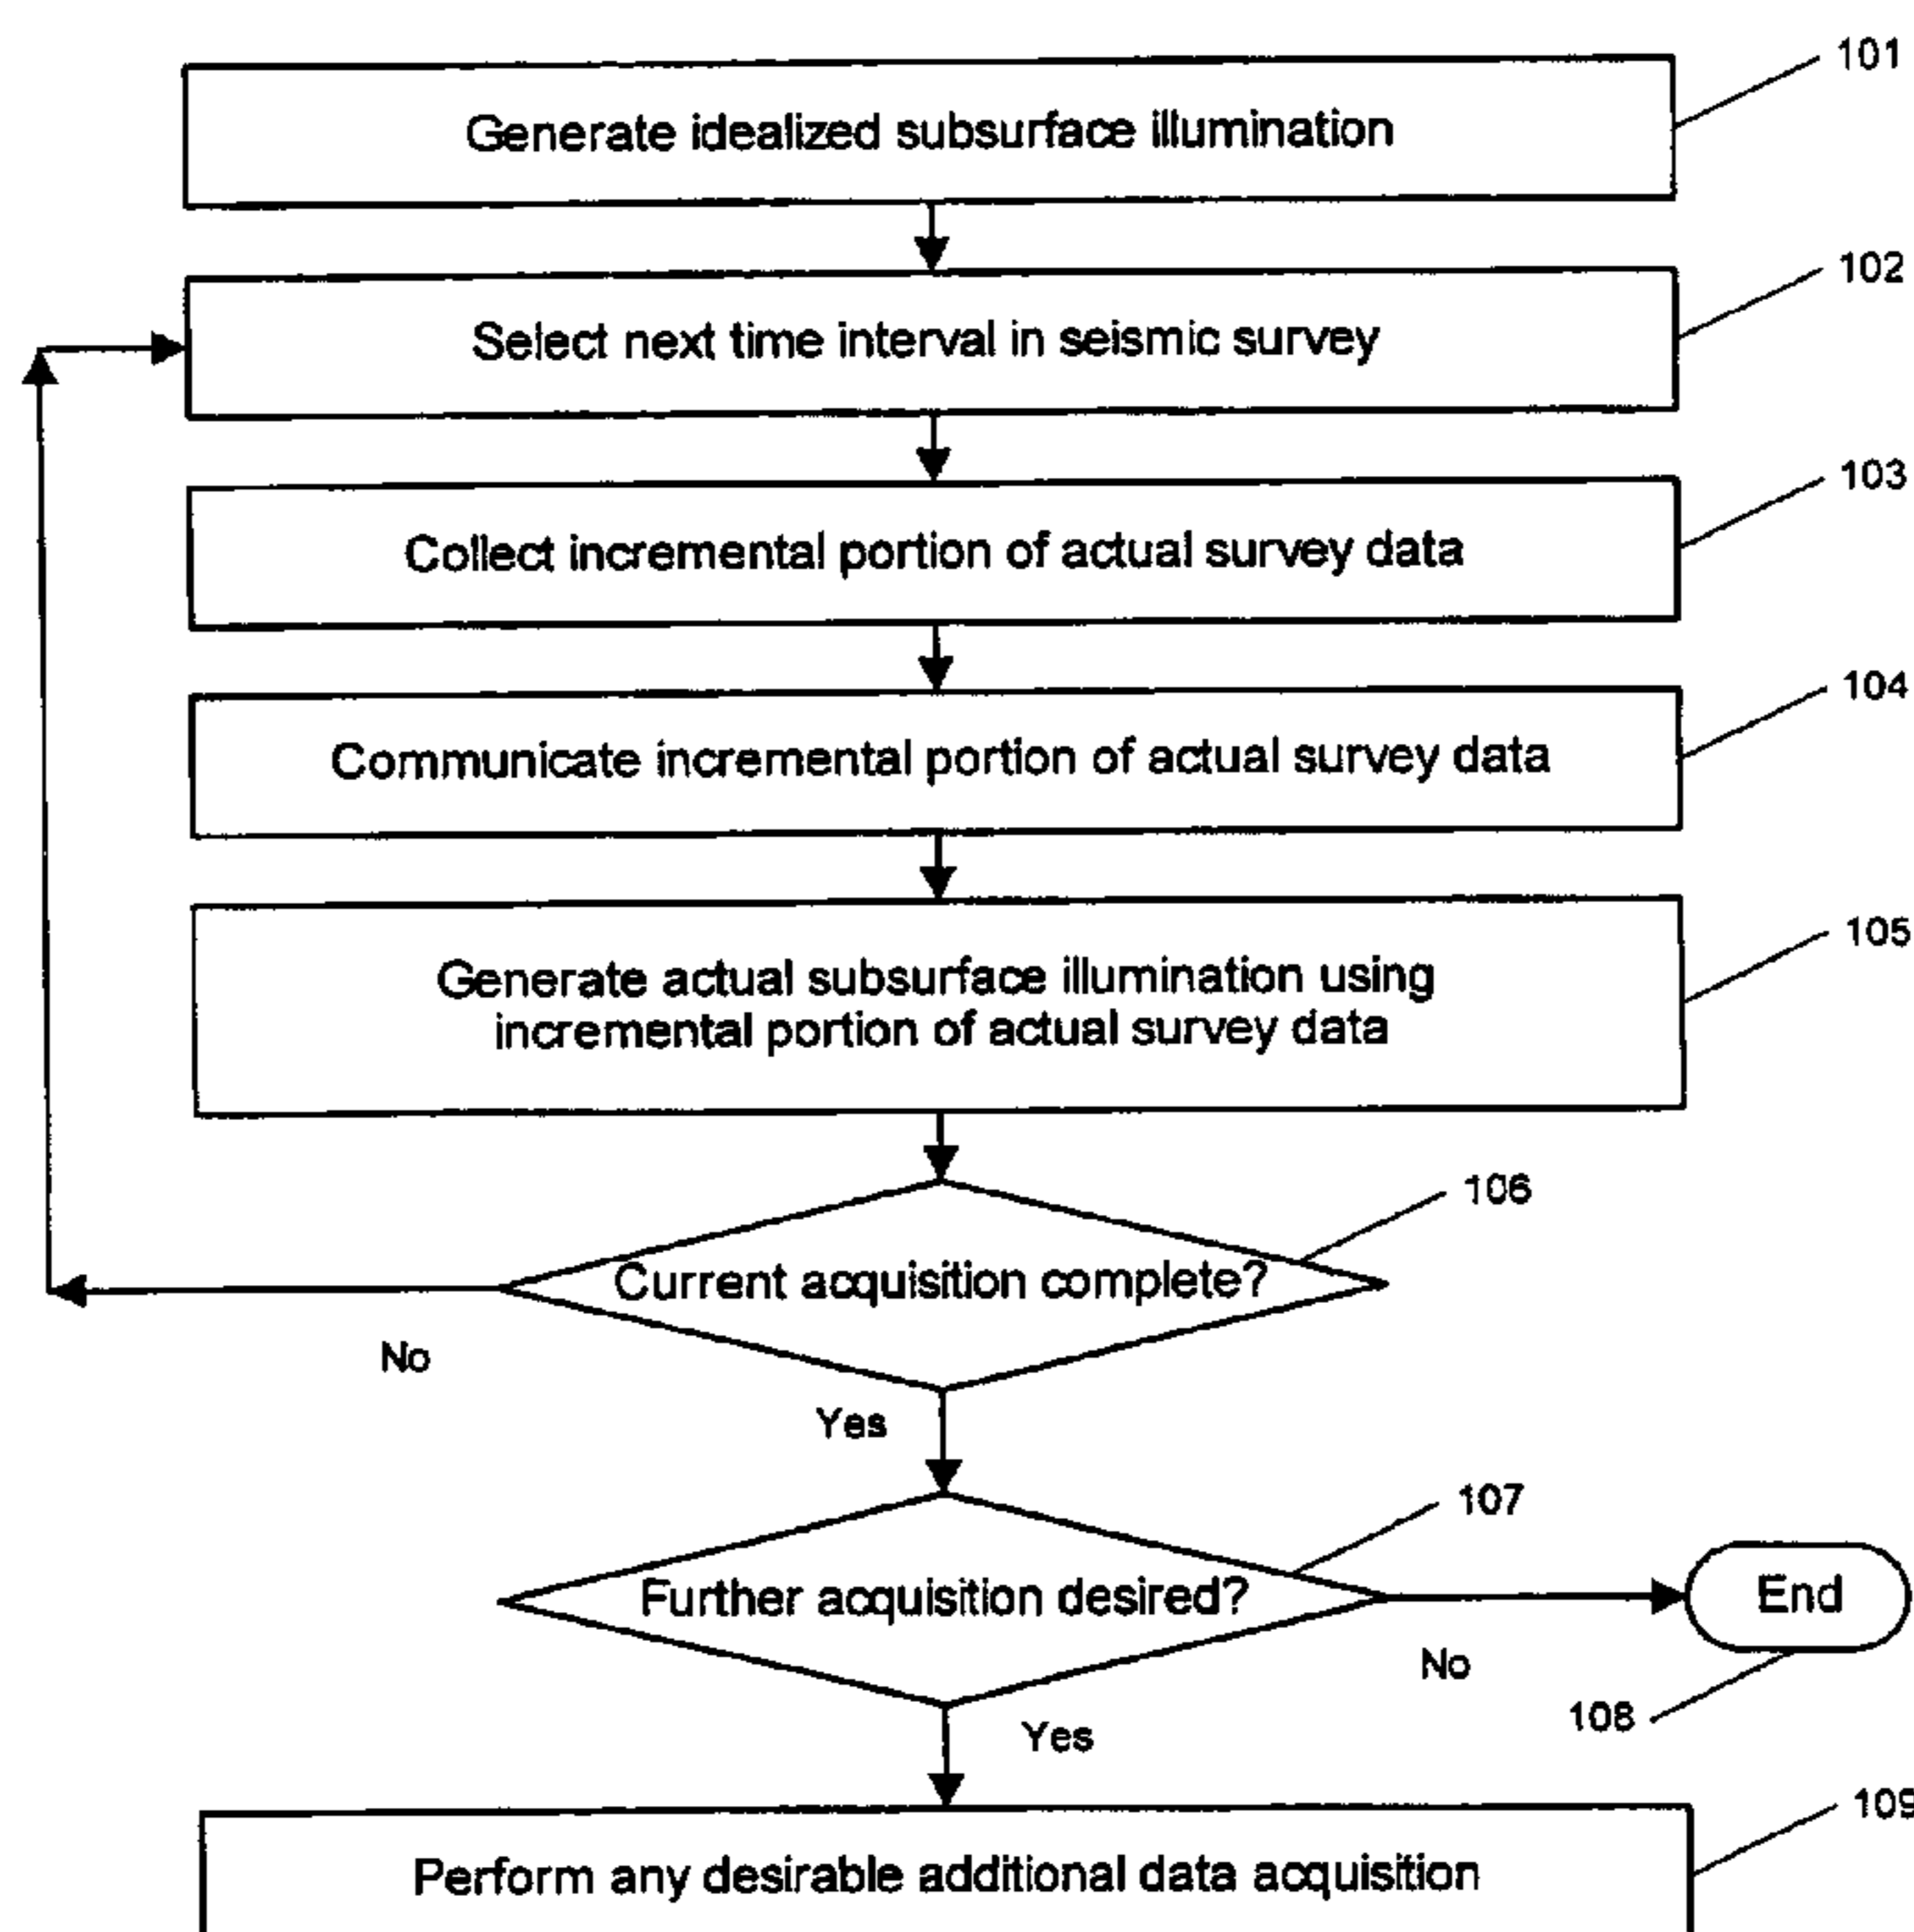 101
Generate idealized subsurface illumination
102
Select next time interval in seismic survey
103
Collect incremental portion of actual survey data
104
Communicate incremental portion of actual survey data
105
Generate actual subsurface illumination using
incremental portion of actual survey data
106
Current acquisition complete?
No
Yes
107
Further acquisition desired?
End
No
108
Yes
109
Perform any desirable additional data acquisition